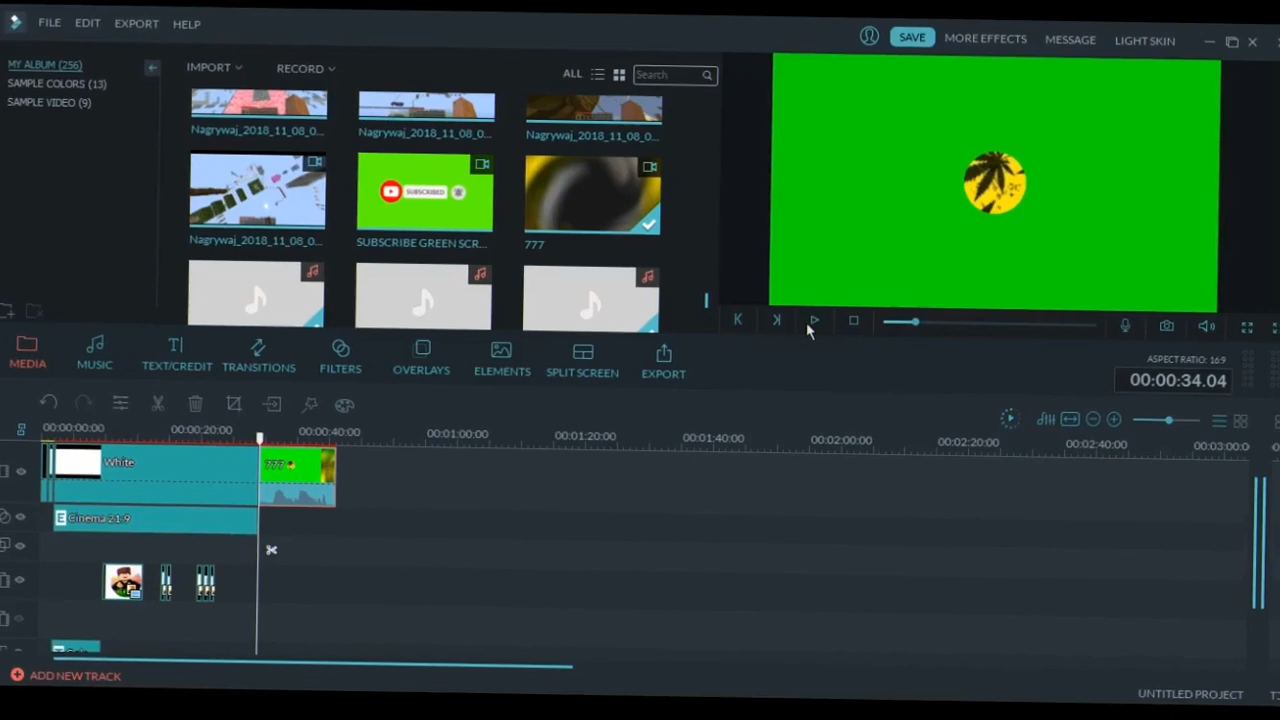 FILE EDIT EXPORT HELP
SAVE MORE EFFECTS MESSAGE LIGHT SKIN
MY ALBUM (256)
SAMPLE COLORS (13)
SAMPLE VIDEO (9)
IMPORT RECORD ALL Search
Nagrywaj_2018_11_08_0... Nagrywaj_2018_11_08_0... Nagrywaj_2018_11_08_0...
SUBSCRIBED
Nagrywaj_2018_11_08_0... SUBSCRIBE GREEN SCR... 777
MEDIA MUSIC TEXT/CREDIT TRANSITIONS FILTERS OVERLAYS ELEMENTS SPLIT SCREEN EXPORT
ASPECT RATIO: 16:9
00:00:34.04
00:00:00:00 00:00:20:00 00:00:40:00 00:01:00:00 00:01:20:00 00:01:40:00 00:02:00:00 00:02:20:00 00:02:40:00 00:03:00:0
White 777
E Cinema 21:9
ADD NEW TRACK
UNTITLED PROJECT